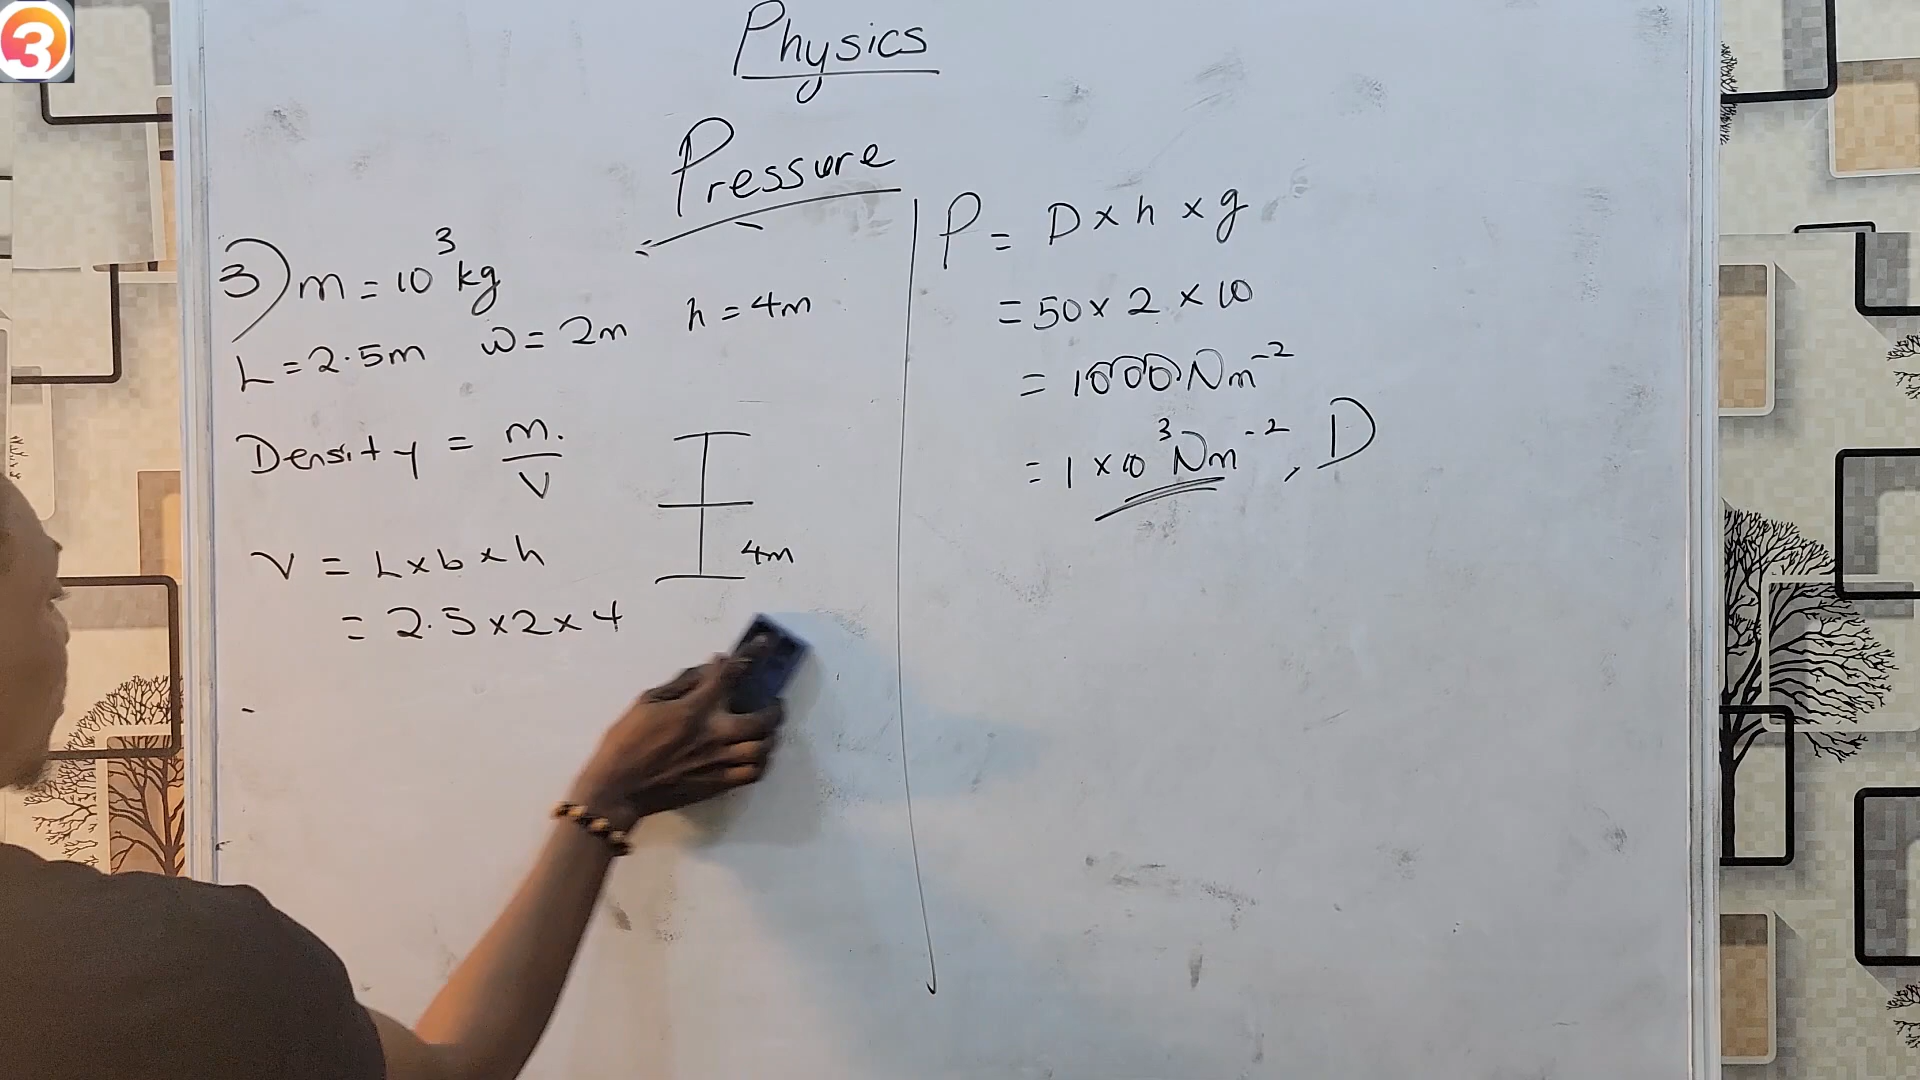 3
Physics
Pressure
3) m = 10³ kg
L = 2.5m w = 2m h = 4m
Density = m. / V
4m
V = L x b x h
= 2.5 x 2 x 4
P = D x h x g
= 50 x 2 x 10
= 1000 Nm⁻²
= 1 x 10³ Nm⁻², D